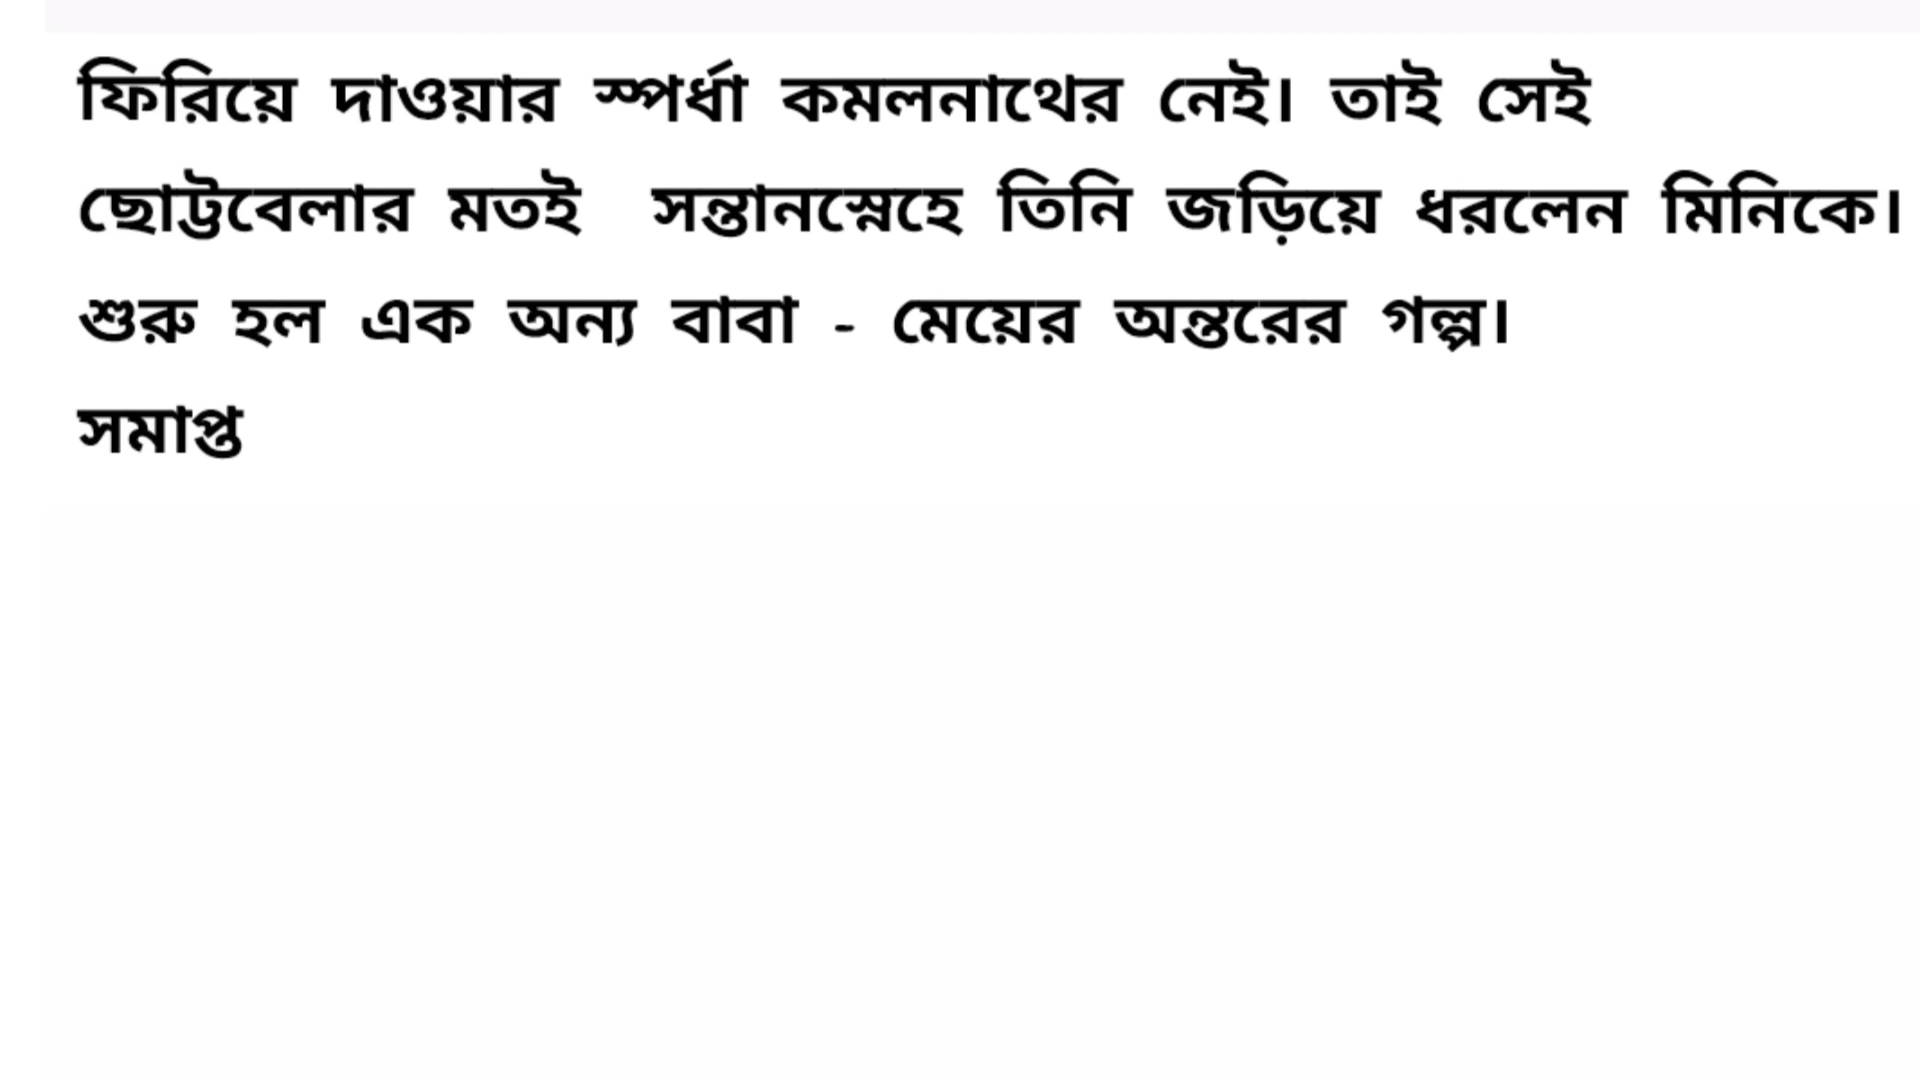 ফিরিয়ে দাওয়ার স্পর্ধা কমলনাথের নেই। তাই সেই
ছোট্টবেলার মতই সন্তানস্নেহে তিনি জড়িয়ে ধরলেন মিনিকে।
শুরু হল এক অন্য বাবা - মেয়ের অন্তরের গল্প।
সমাপ্ত